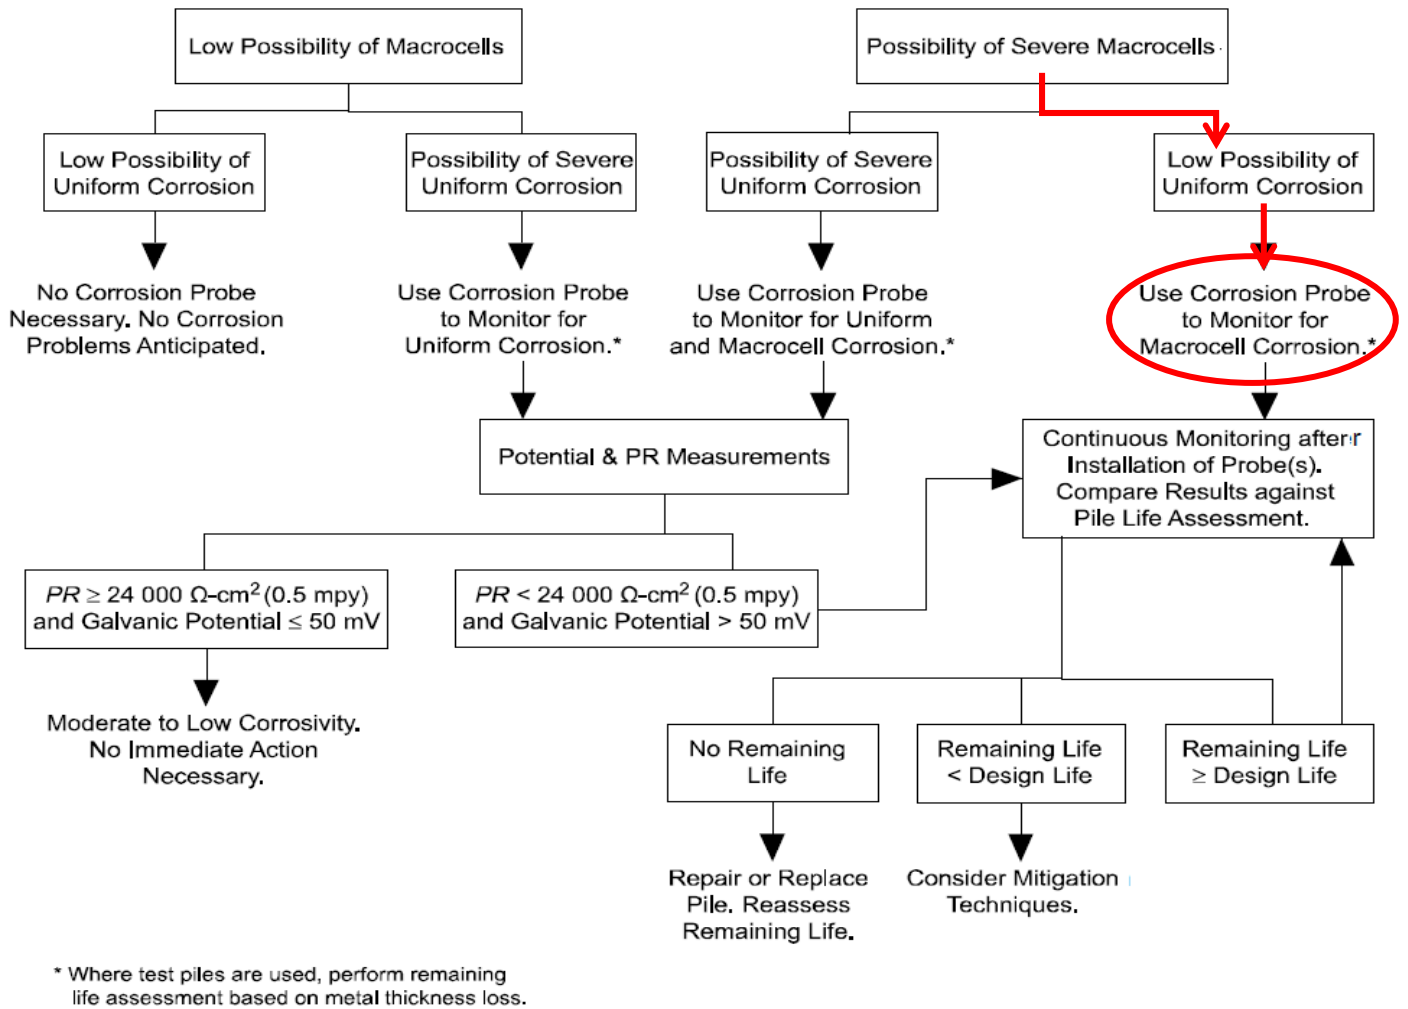 Low Possibility of Macrocells
Possibility of Severe Macrocells
Low Possibility of
Uniform Corrosion
Possibility of Severe
Uniform Corrosion
Possibility of Severe
Uniform Corrosion
Low Possibility of
Uniform Corrosion
No Corrosion Probe
Necessary. No Corrosion
Problems Anticipated.
Use Corrosion Probe
to Monitor for
Uniform Corrosion.*
Use Corrosion Probe
to Monitor for Uniform
and Macrocell Corrosion.*
Use Corrosion Probe
to Monitor for
Macrocell Corrosion.*
Potential & PR Measurements
Continuous Monitoring after r
Installation of Probe(s).
Compare Results against
Pile Life Assessment.
PR ≥ 24 000 Ω-cm² (0.5 mpy)
and Galvanic Potential ≤ 50 mV
PR < 24 000 Ω-cm² (0.5 mpy)
and Galvanic Potential > 50 mV
Moderate to Low Corrosivity.
No Immediate Action
Necessary.
No Remaining
Life
Remaining Life
< Design Life
Remaining Life
≥ Design Life
Repair or Replace
Pile. Reassess
Remaining Life.
Consider Mitigation
Techniques.
* Where test piles are used, perform remaining
life assessment based on metal thickness loss.